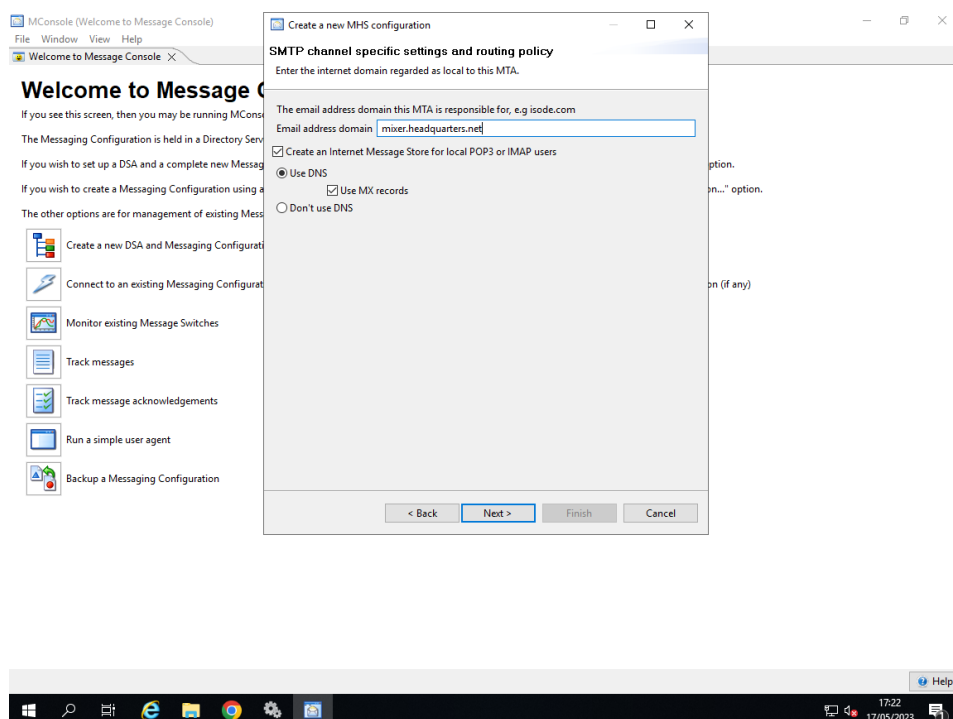 MConsole (Welcome to Message Console)
File Window View Help
Welcome to Message Console
Welcome to Message
If you see this screen, then you may be running
The Messaging Configuration is held in a Directory
If you wish to set up a DSA and a complete new
If you wish to create a Messaging Configuration using a
on..." option.
The other options are for management of existing
Create a new DSA and Messaging
Connect to an existing Messaging
on (if any)
Monitor existing Message Switches
Track messages
Track message acknowledgements
Run a simple user agent
Backup a Messaging Configuration
Create a new MHS configuration
SMTP channel specific settings and routing policy
Enter the internet domain regarded as local to this MTA.
The email address domain this MTA is responsible for, e.g isode.com
Email address domain mixer.headquarters.net
Create an Internet Message Store for local POP3 or IMAP users
Use DNS
Use MX records
Don't use DNS
< Back Next > Finish Cancel
Help
17:22
17/05/2023